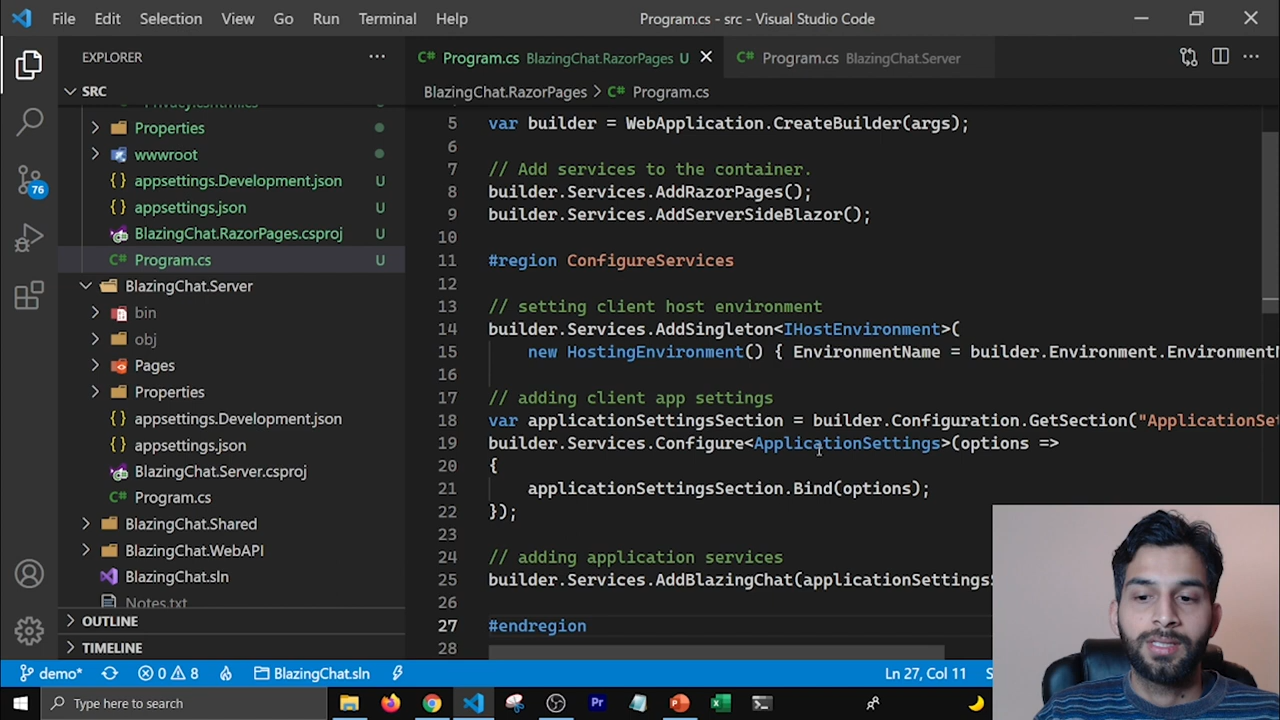 File Edit Selection View Go Run Terminal Help Program.cs - src - Visual Studio Code
EXPLORER
Program.cs BlazingChat.RazorPages U
Program.cs BlazingChat.Server
SRC
BlazingChat.RazorPages > Program.cs
Privacy.cshtml.cs
Properties
wwwroot
appsettings.Development.json U
appsettings.json U
BlazingChat.RazorPages.csproj U
Program.cs U
BlazingChat.Server
bin
obj
Pages
Properties
appsettings.Development.json
appsettings.json
BlazingChat.Server.csproj
Program.cs
BlazingChat.Shared
BlazingChat.WebAPI
BlazingChat.sln
Notes.txt
OUTLINE
TIMELINE
76
5 var builder = WebApplication.CreateBuilder(args);
6
7 // Add services to the container.
8 builder.Services.AddRazorPages();
9 builder.Services.AddServerSideBlazor();
10
11 #region ConfigureServices
12
13 // setting client host environment
14 builder.Services.AddSingleton<IHostEnvironment>(
15 new HostingEnvironment() { EnvironmentName = builder.Environment.EnvironmentN
16
17 // adding client app settings
18 var applicationSettingsSection = builder.Configuration.GetSection("ApplicationSet
19 builder.Services.Configure<ApplicationSettings>(options =>
20 {
21 applicationSettingsSection.Bind(options);
22 });
23
24 // adding application services
25 builder.Services.AddBlazingChat(applicationSettingsS
26
27 #endregion
28
demo* 0 8 BlazingChat.sln Ln 27, Col 11
Type here to search